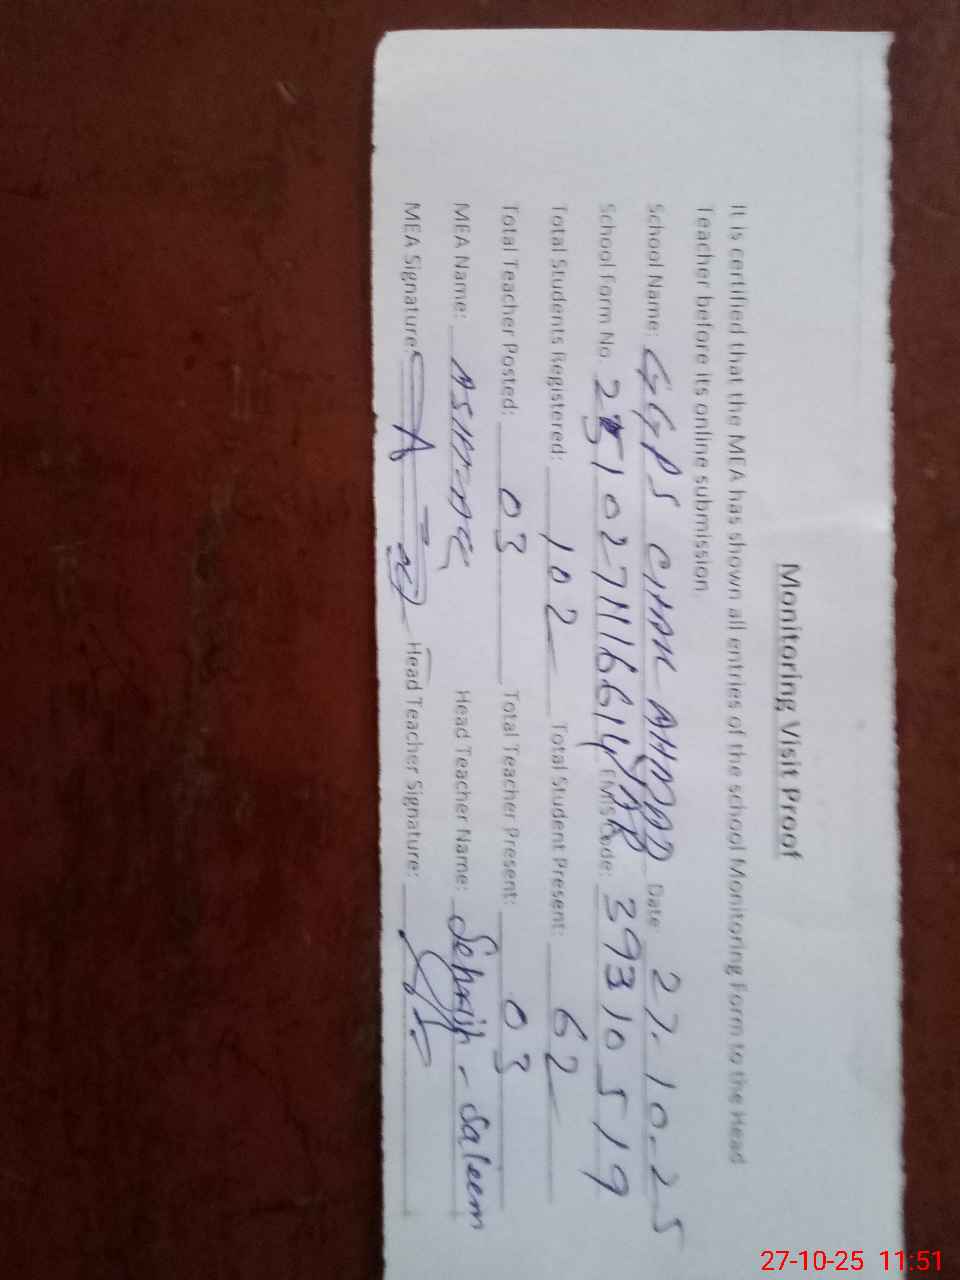 Monitoring Visit Proof
It is certified that the MEA has shown all entries of the school Monitoring Form to the Head
Teacher before its online submission.
School Name: GGPS CHAK AHMAD YAR Date: 27.10.25
School Form No. 2510271116614 EMIS Code: 39310519
Total Students Registered: 102 Total Student Present: 62
Total Teacher Posted: 03 Total Teacher Present: 03
MEA Name: Head Teacher Name: Sehrish - Saleem
MEA Signature: Head Teacher Signature:
27-10-25 11:51